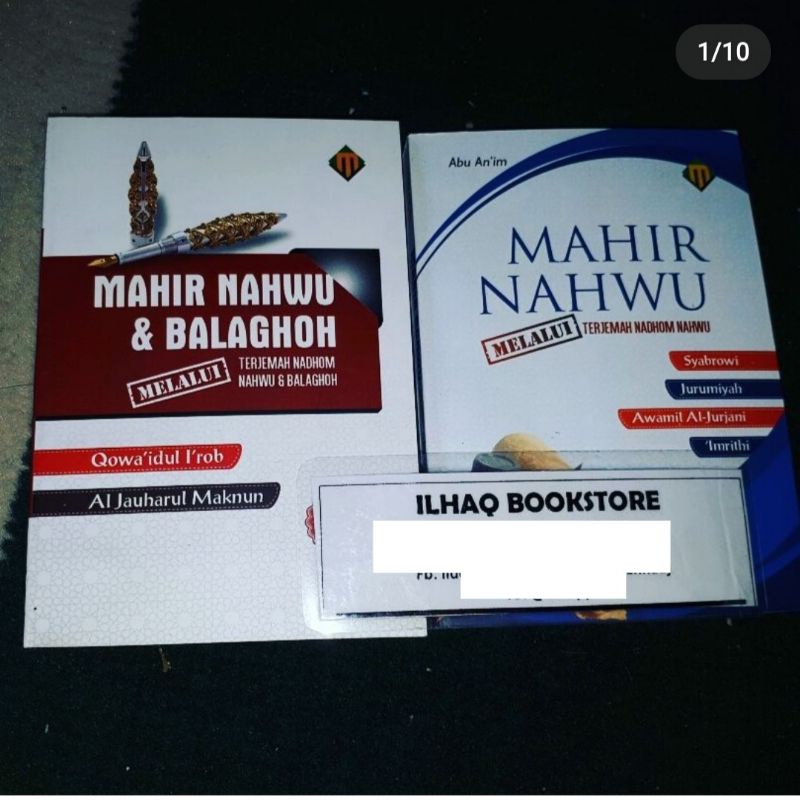 1/10
MAHIR NAHWU
& BALAGHOH
MELALUI
TERJEMAH NADHOM
NAHWU & BALAGHOH
Qowa'idul I'rob
Al Jauharul Maknun
Abu An'im
MAHIR
NAHWU
MELALUI
TERJEMAH NADHOM NAHWU
Syabrowi
Jurumiyah
Awamil Al-Jurjani
'Imrithi
ILHAQ BOOKSTORE